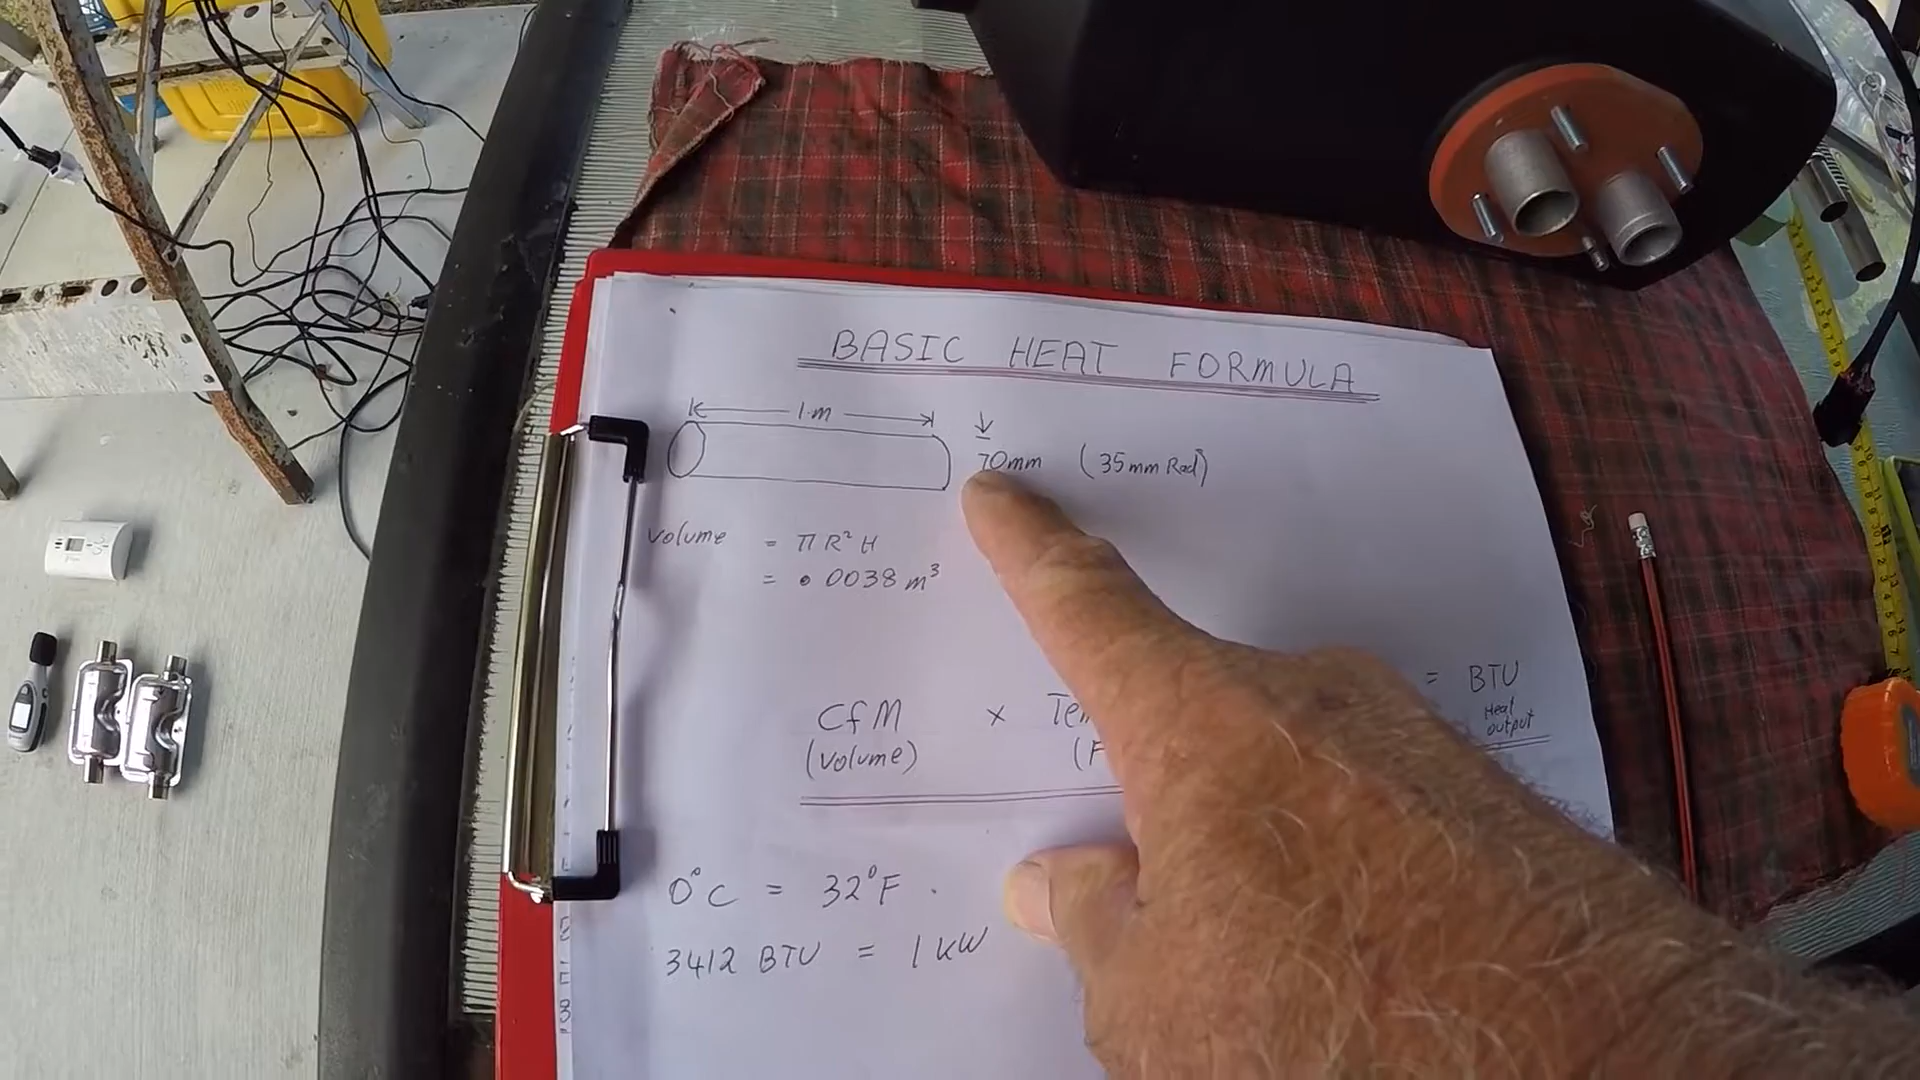 BASIC HEAT FORMULA
1.m
70mm (35mm Rad)
Volume = π R² H
= .0038 m³
= BTU
Heat
output
CfM x
(Volume)
0°C = 32°F .
3412 BTU = 1 KW